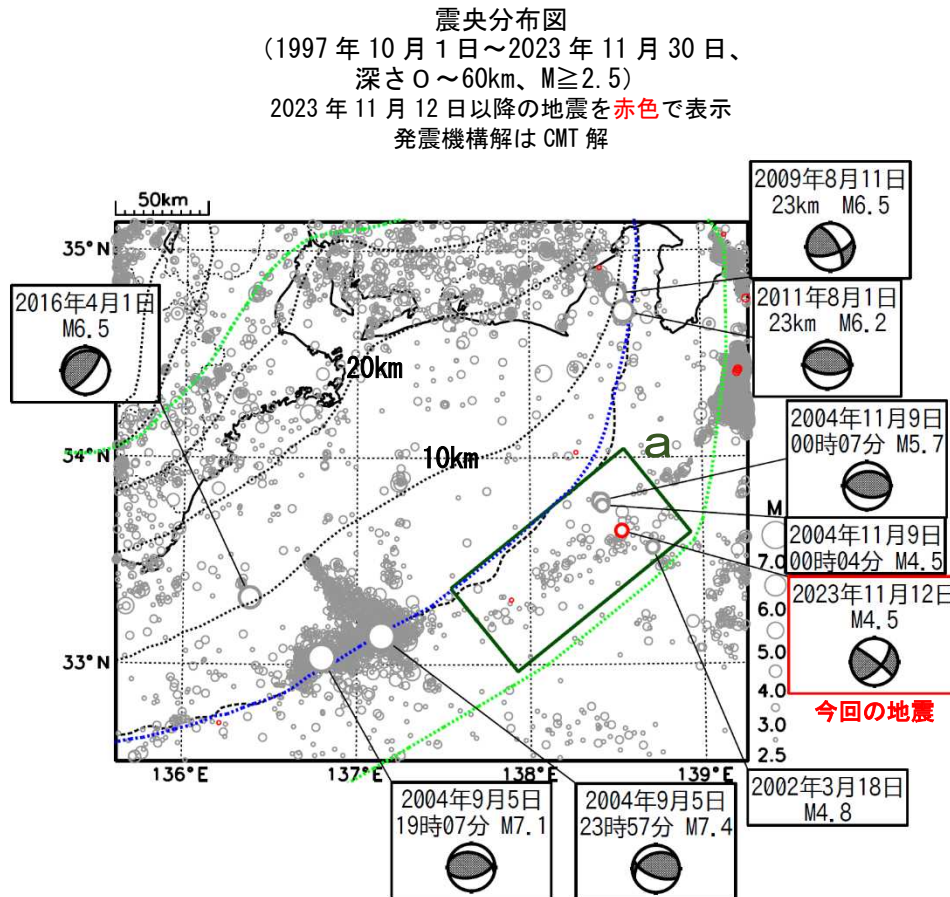 震央分布図
(1997年10月1日～2023年11月30日、
深さ０～60km、M≧2.5)
2023年11月12日以降の地震を赤色で表示
発震機構解はCMT解
50km
2009年8月11日
23km M6.5
35°N
2016年4月1日
M6.5
2011年8月1日
23km M6.2
20km
2004年11月9日
00時07分 M5.7
34°N
10km
a
M
2004年11月9日
00時04分 M4.5
7.0
2023年11月12日
M4.5
6.0
5.0
33°N
4.0
今回の地震
3.0
2.5
136°E
137°E
138°E
139°E
2002年3月18日
M4.8
2004年9月5日
19時07分 M7.1
2004年9月5日
23時57分 M7.4